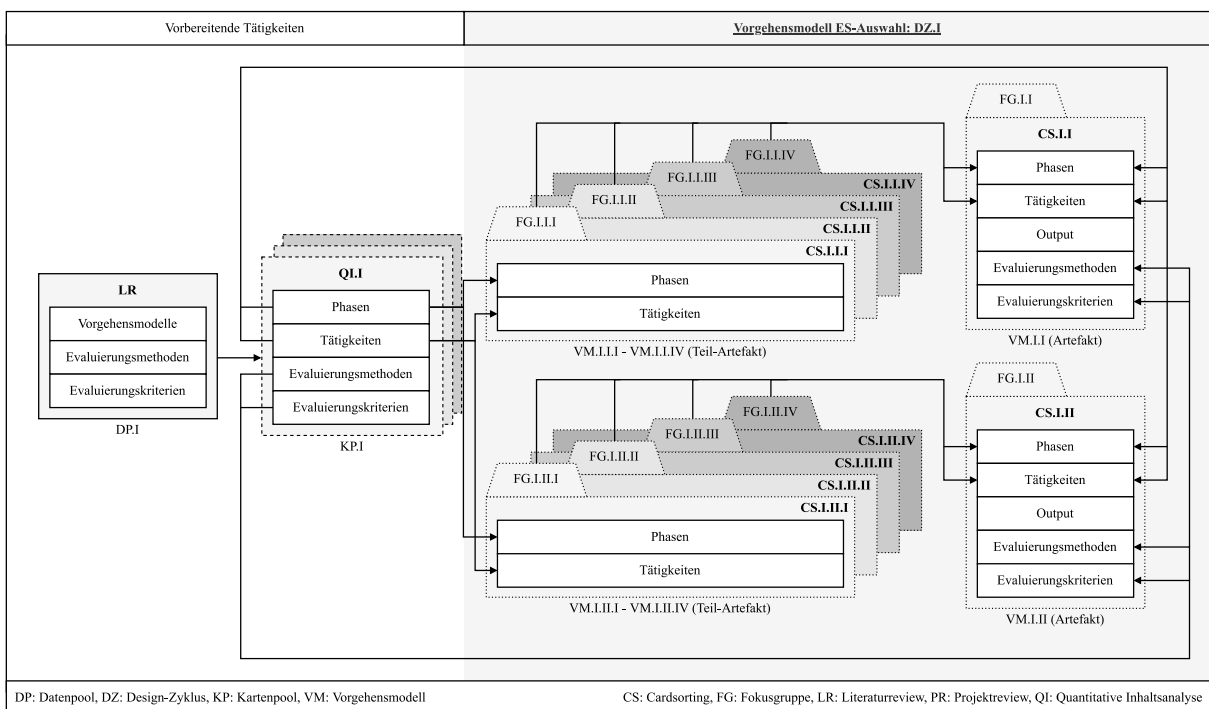 Vorbereitende Tätigkeiten
Vorgehensmodell ES-Auswahl: DZ.I
LR
Vorgehensmodelle
Evaluierungsmethoden
Evaluierungskriterien
DP.I
QI.I
Phasen
Tätigkeiten
Evaluierungsmethoden
Evaluierungskriterien
KP.I
FG.I.I.IV
CS.I.I.IV
FG.I.I.III
CS.I.I.III
FG.I.I.II
CS.I.I.II
FG.I.I.I
CS.I.I.I
Phasen
Tätigkeiten
VM.I.I.I - VM.I.I.IV (Teil-Artefakt)
FG.I.I
CS.I.I
Phasen
Tätigkeiten
Output
Evaluierungsmethoden
Evaluierungskriterien
VM.I.I (Artefakt)
FG.I.II.IV
CS.I.II.IV
FG.I.II.III
CS.I.II.III
FG.I.II.II
CS.I.II.II
FG.I.II.I
CS.I.II.I
Phasen
Tätigkeiten
VM.I.II.I - VM.I.II.IV (Teil-Artefakt)
FG.I.II
CS.I.II
Phasen
Tätigkeiten
Output
Evaluierungsmethoden
Evaluierungskriterien
VM.I.II (Artefakt)
DP: Datenpool, DZ: Design-Zyklus, KP: Kartenpool, VM: Vorgehensmodell
CS: Cardsorting, FG: Fokusgruppe, LR: Literaturreview, PR: Projektreview, QI: Quantitative Inhaltsanalyse